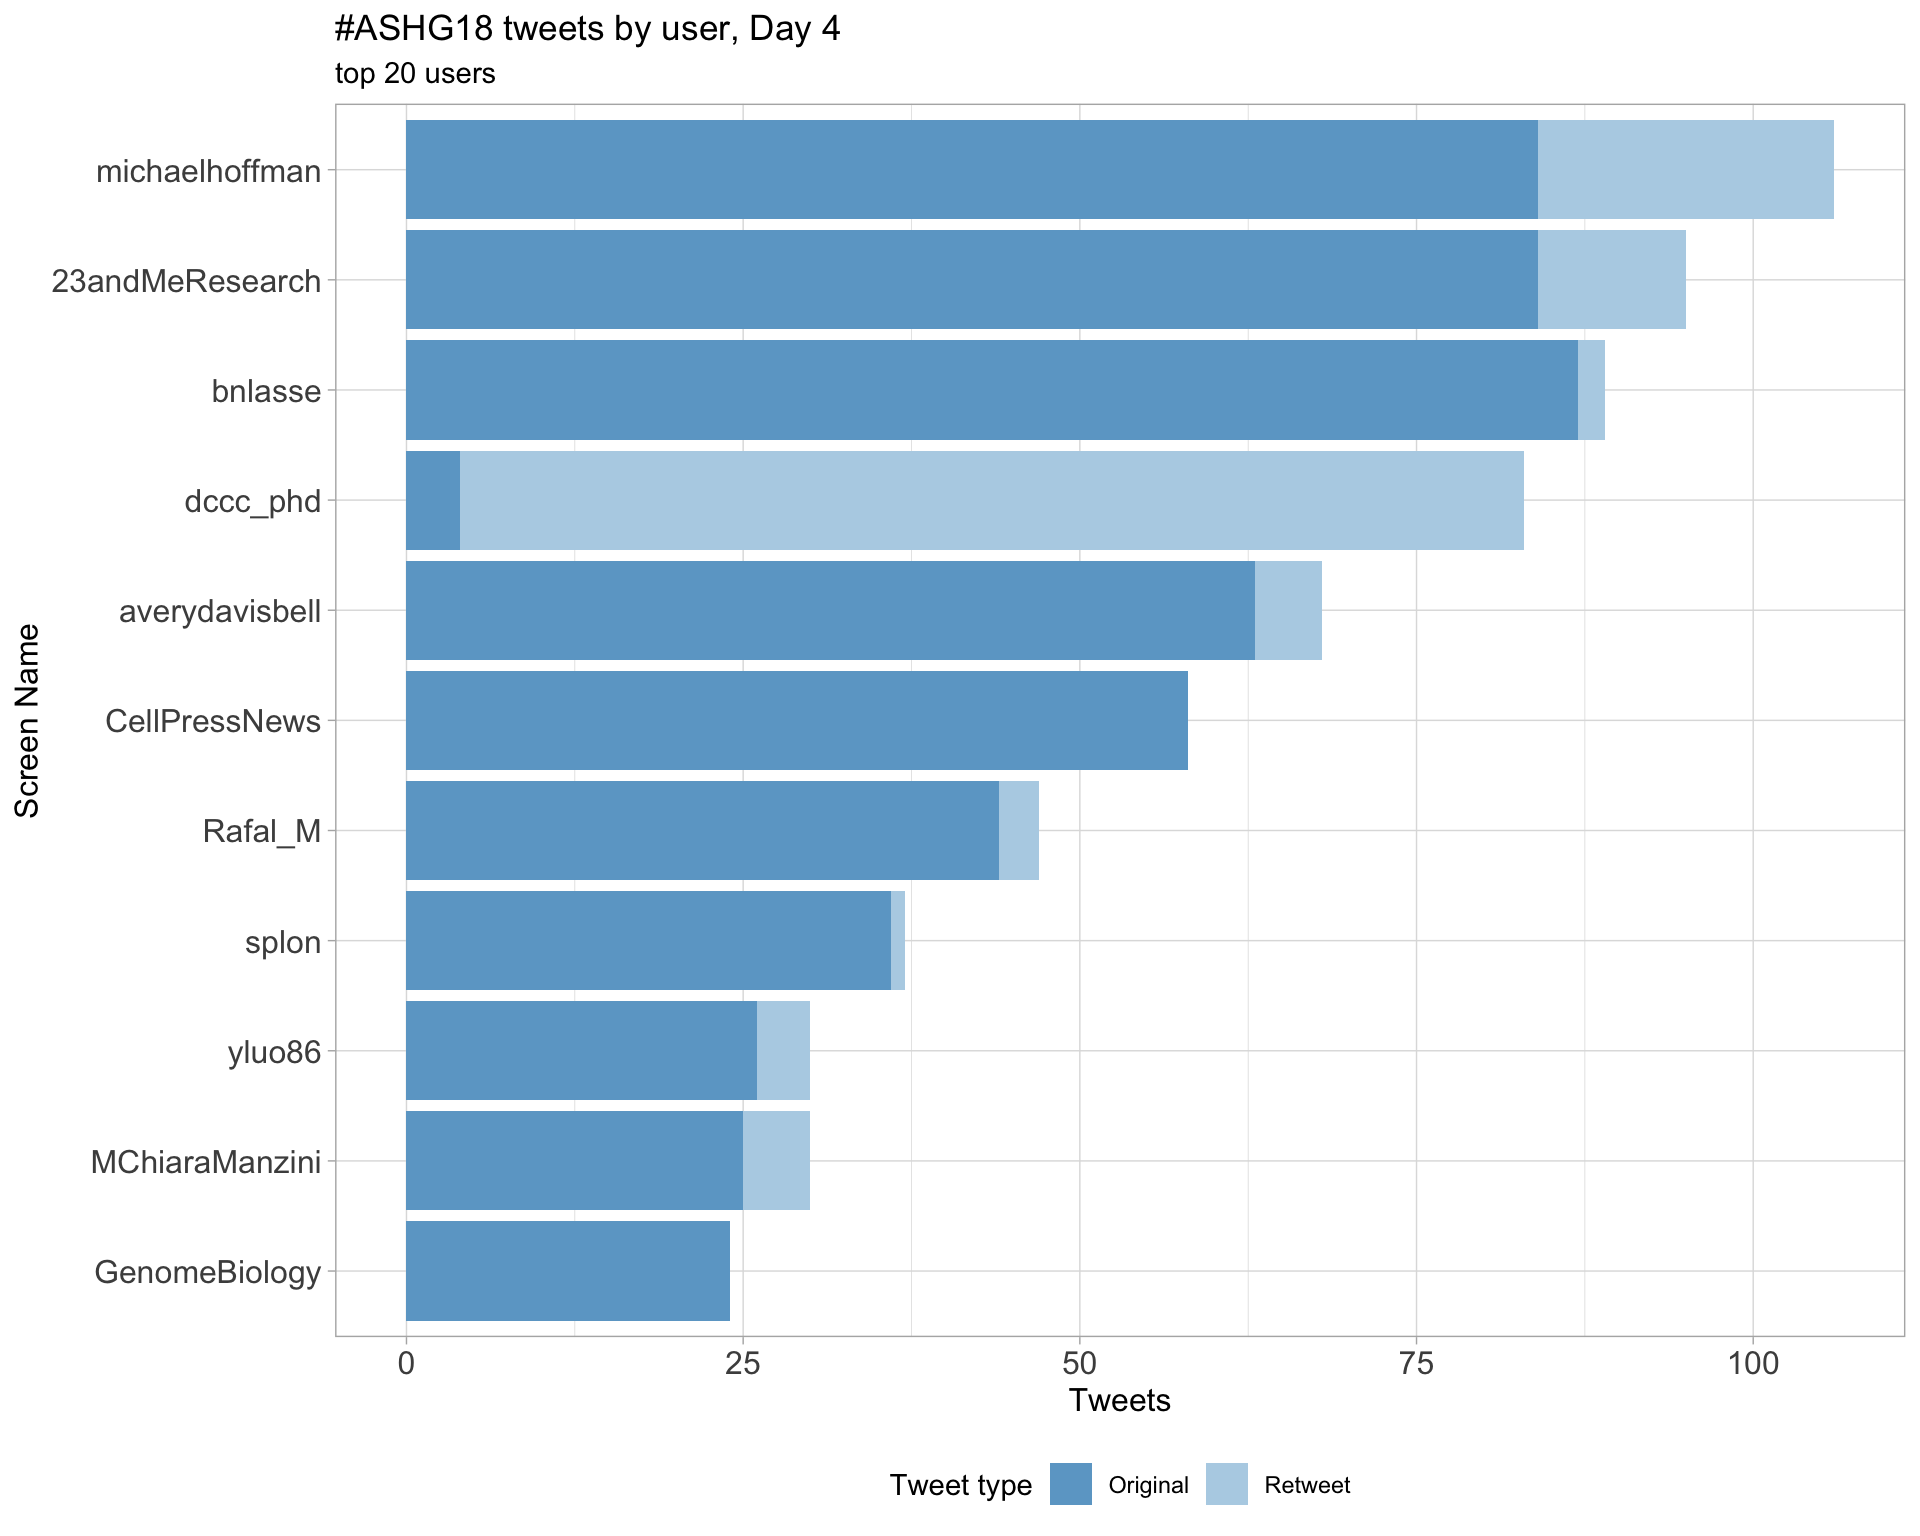 #ASHG18 tweets by user, Day 4
top 20 users
Screen Name
michaelhoffman
23andMeResearch
bnlasse
dccc_phd
averydavisbell
CellPressNews
Rafal_M
splon
yluo86
MChiaraManzini
GenomeBiology
0 25 50 75 100
Tweets
Tweet type Original Retweet